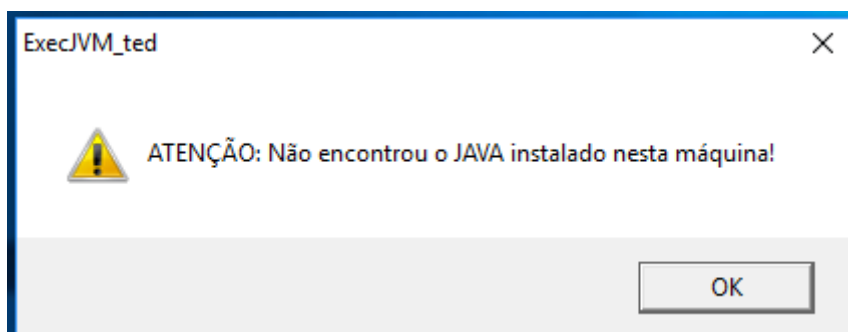 ExecJVM_ted
ATENÇÃO: Não encontrou o JAVA instalado nesta máquina!
OK